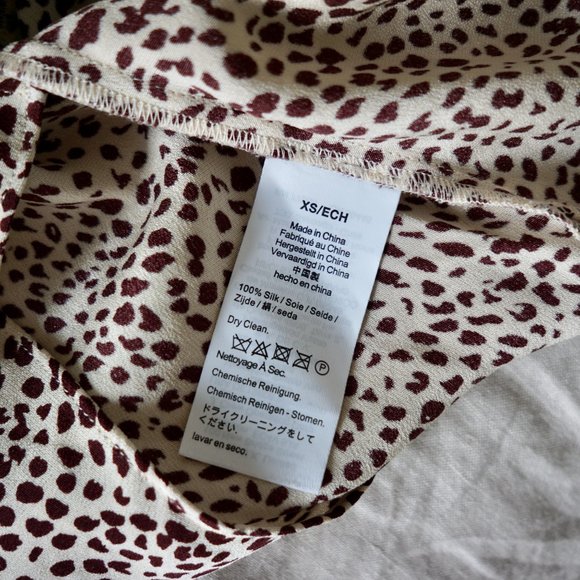 XS/ECH
Made in China
Fabriqué au Chine
Hergestellt in China
Vervaardigd in China
中国製
hecho en china
100% Silk / Soie / Seide /
Zijde / 絹 / seda
Dry Clean.
P
Nettoyage À Sec.
Chemische Reinigung.
Chemisch Reinigen - Stomen.
ドライクリーニングをして
ください
lavar en seco.